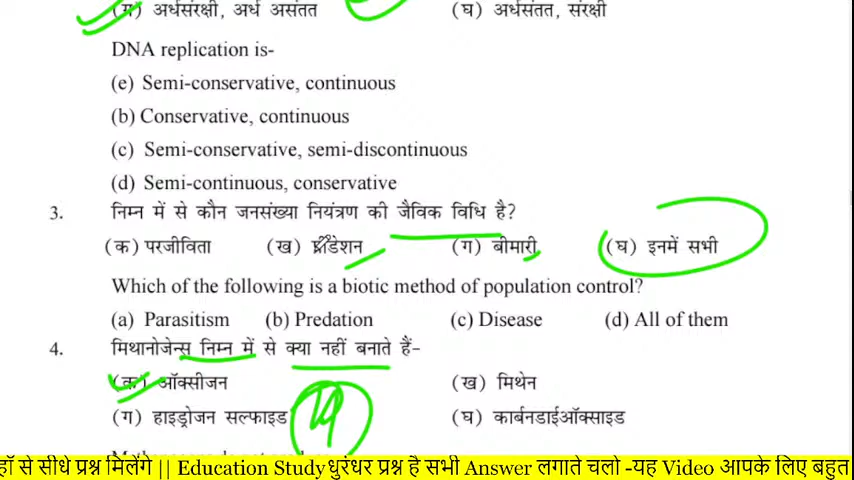 (ग) अर्धसंरक्षी, अर्ध असंतत (घ) अर्धसंतत, संरक्षी
DNA replication is-
(e) Semi-conservative, continuous
(b) Conservative, continuous
(c) Semi-conservative, semi-discontinuous
(d) Semi-continuous, conservative
3. निम्न में से कौन जनसंख्या नियंत्रण की जैविक विधि है?
(क) परजीविता (ख) प्रीडेशन (ग) बीमारी (घ) इनमें सभी
Which of the following is a biotic method of population control?
(a) Parasitism (b) Predation (c) Disease (d) All of them
4. मिथानोजेन्स निम्न में से क्या नहीं बनाते हैं-
(क) ऑक्सीजन (ख) मिथेन
(ग) हाइड्रोजन सल्फाइड (घ) कार्बनडाईऑक्साइड
से सीधे प्रश्न मिलेंगे || Education Study धुरंधर प्रश्न है सभी Answer लगाते चलो -यह Video आपके लिए बहुत